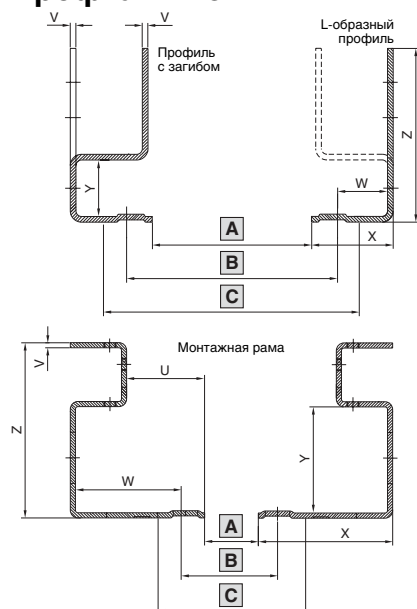 V
V
Профиль
с загибом
L-образный
профиль
Z
Y
W
A
X
B
C
Монтажная рама
V
U
Z
Y
W
A
X
B
C